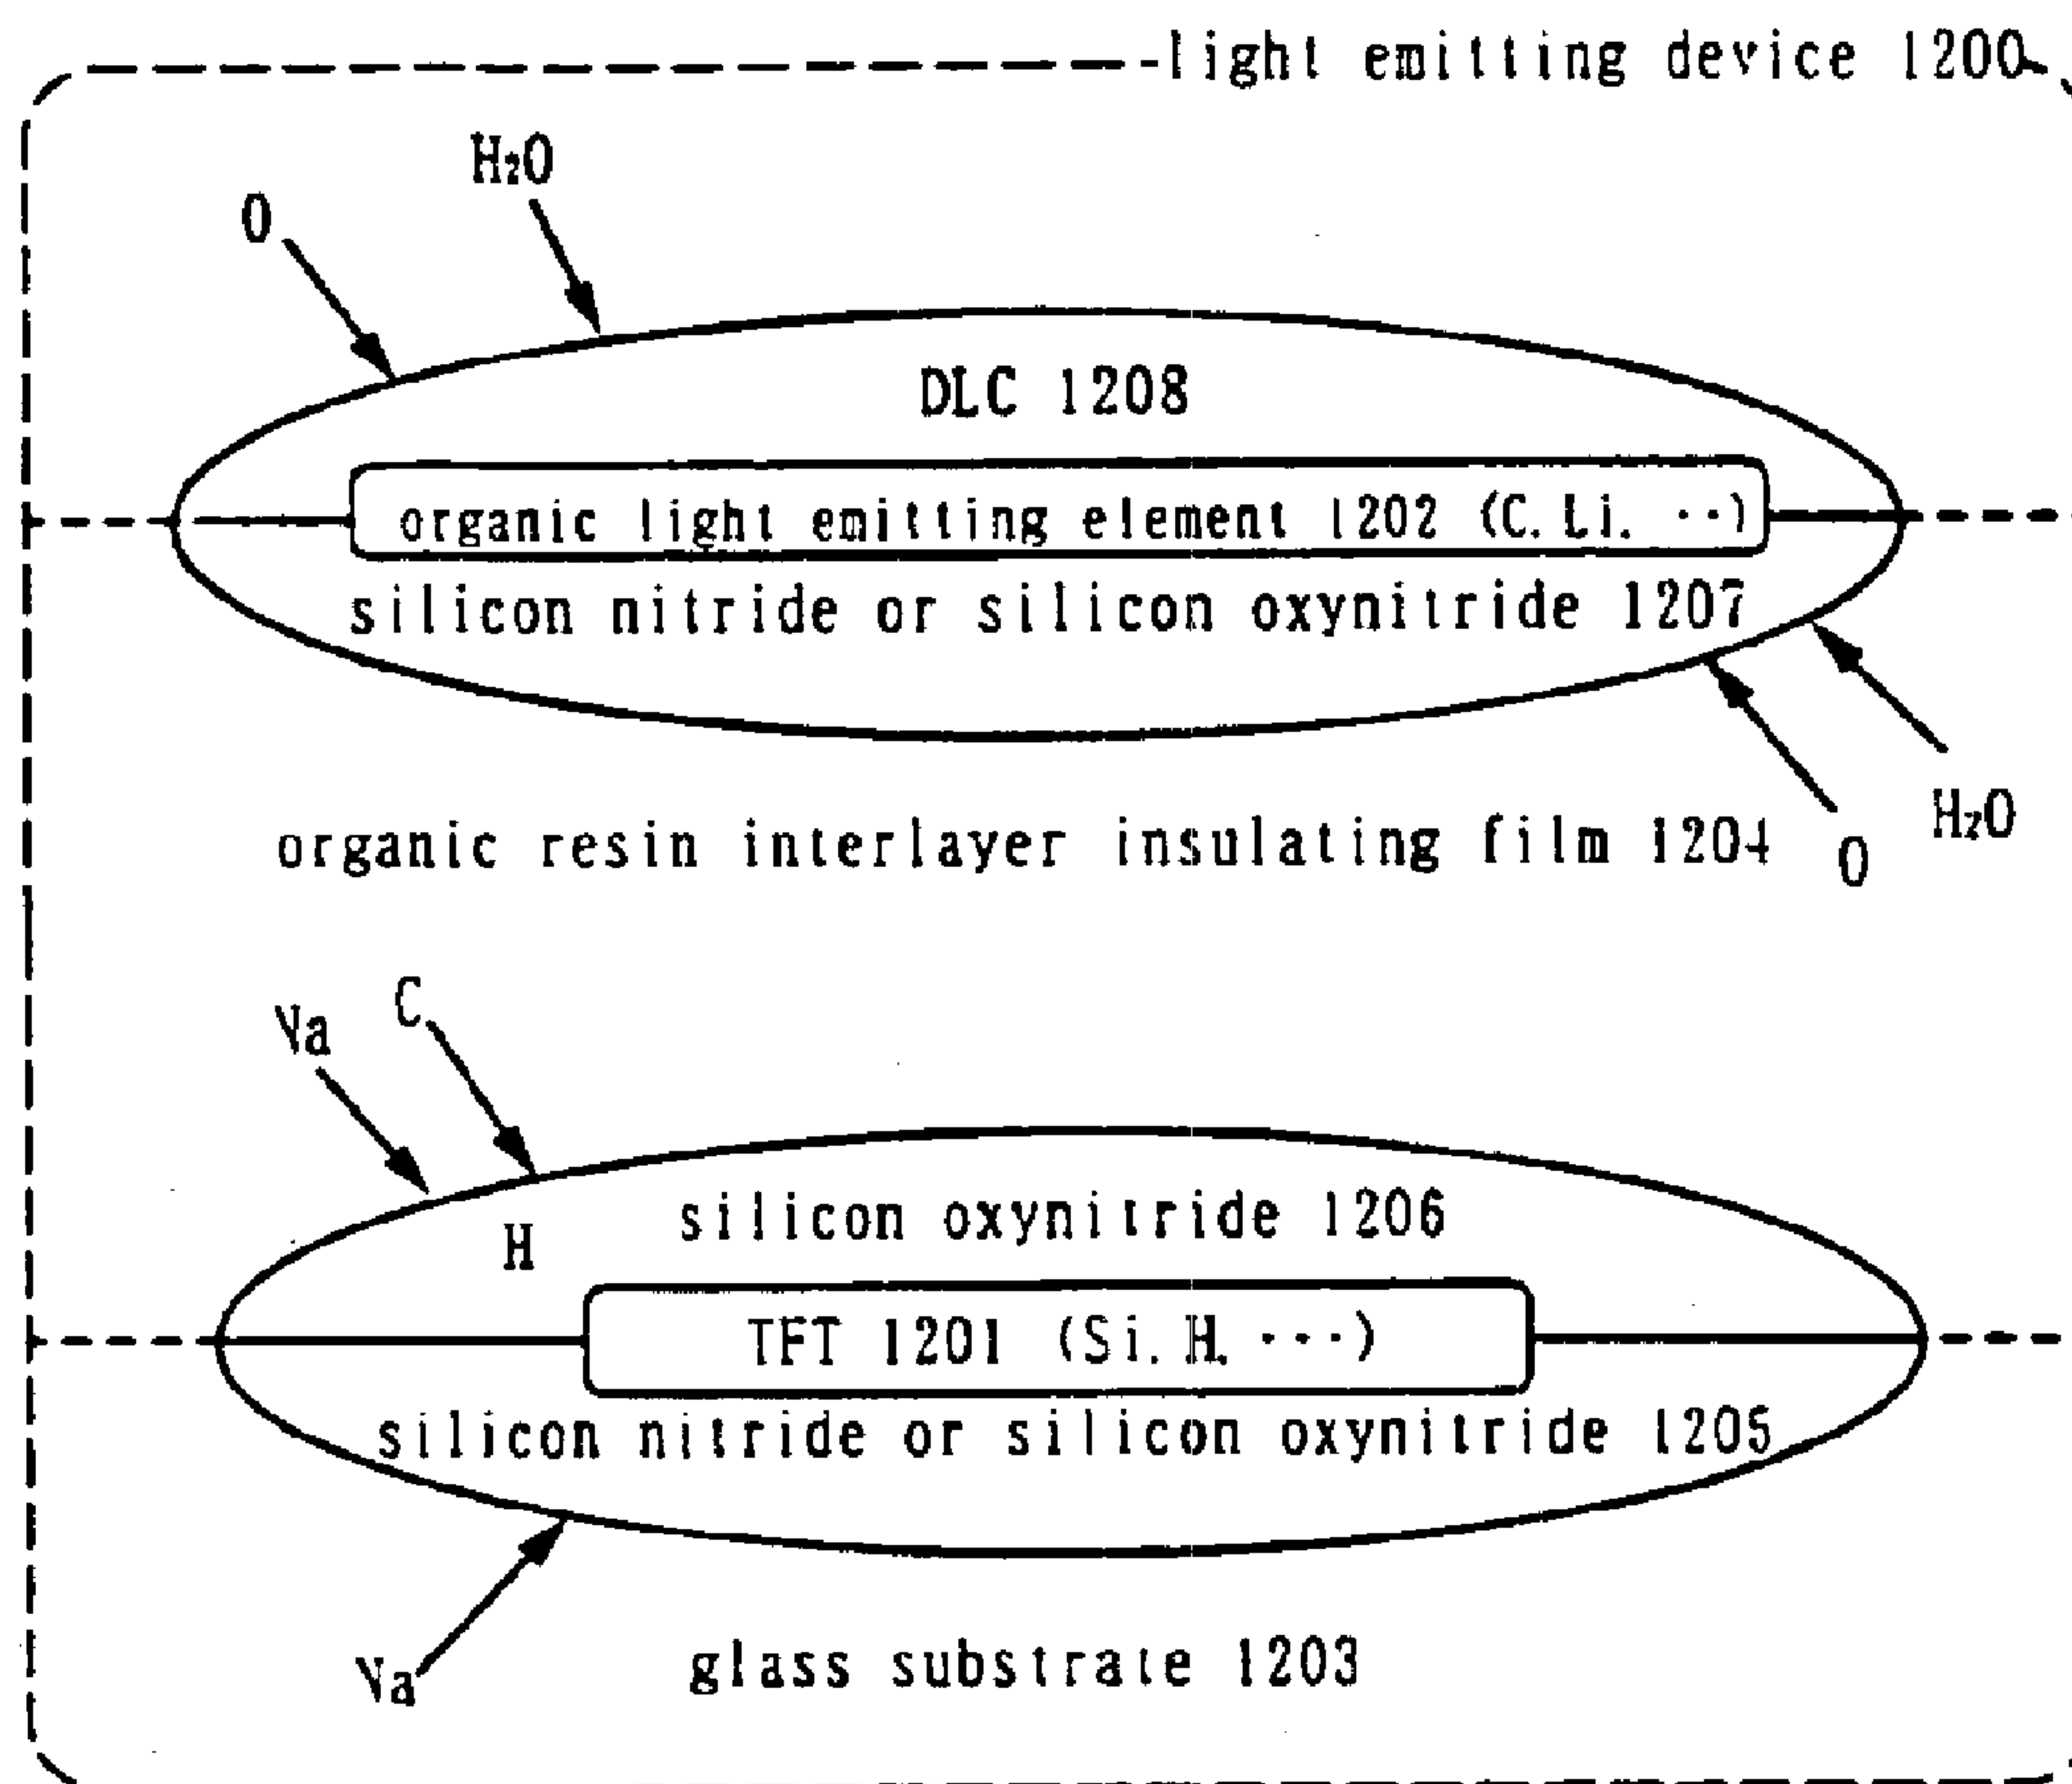 light emitting device 1200
H₂O
O
DLC 1208
organic light emitting element 1202 (C. Li. ··)
silicon nitride or silicon oxynitride 1207
H₂O
organic resin interlayer insulating film 1204
O
C
Na
silicon oxynitride 1206
H
TFT 1201 (Si. H. ···)
silicon nitride or silicon oxynitride 1205
glass substrate 1203
Na